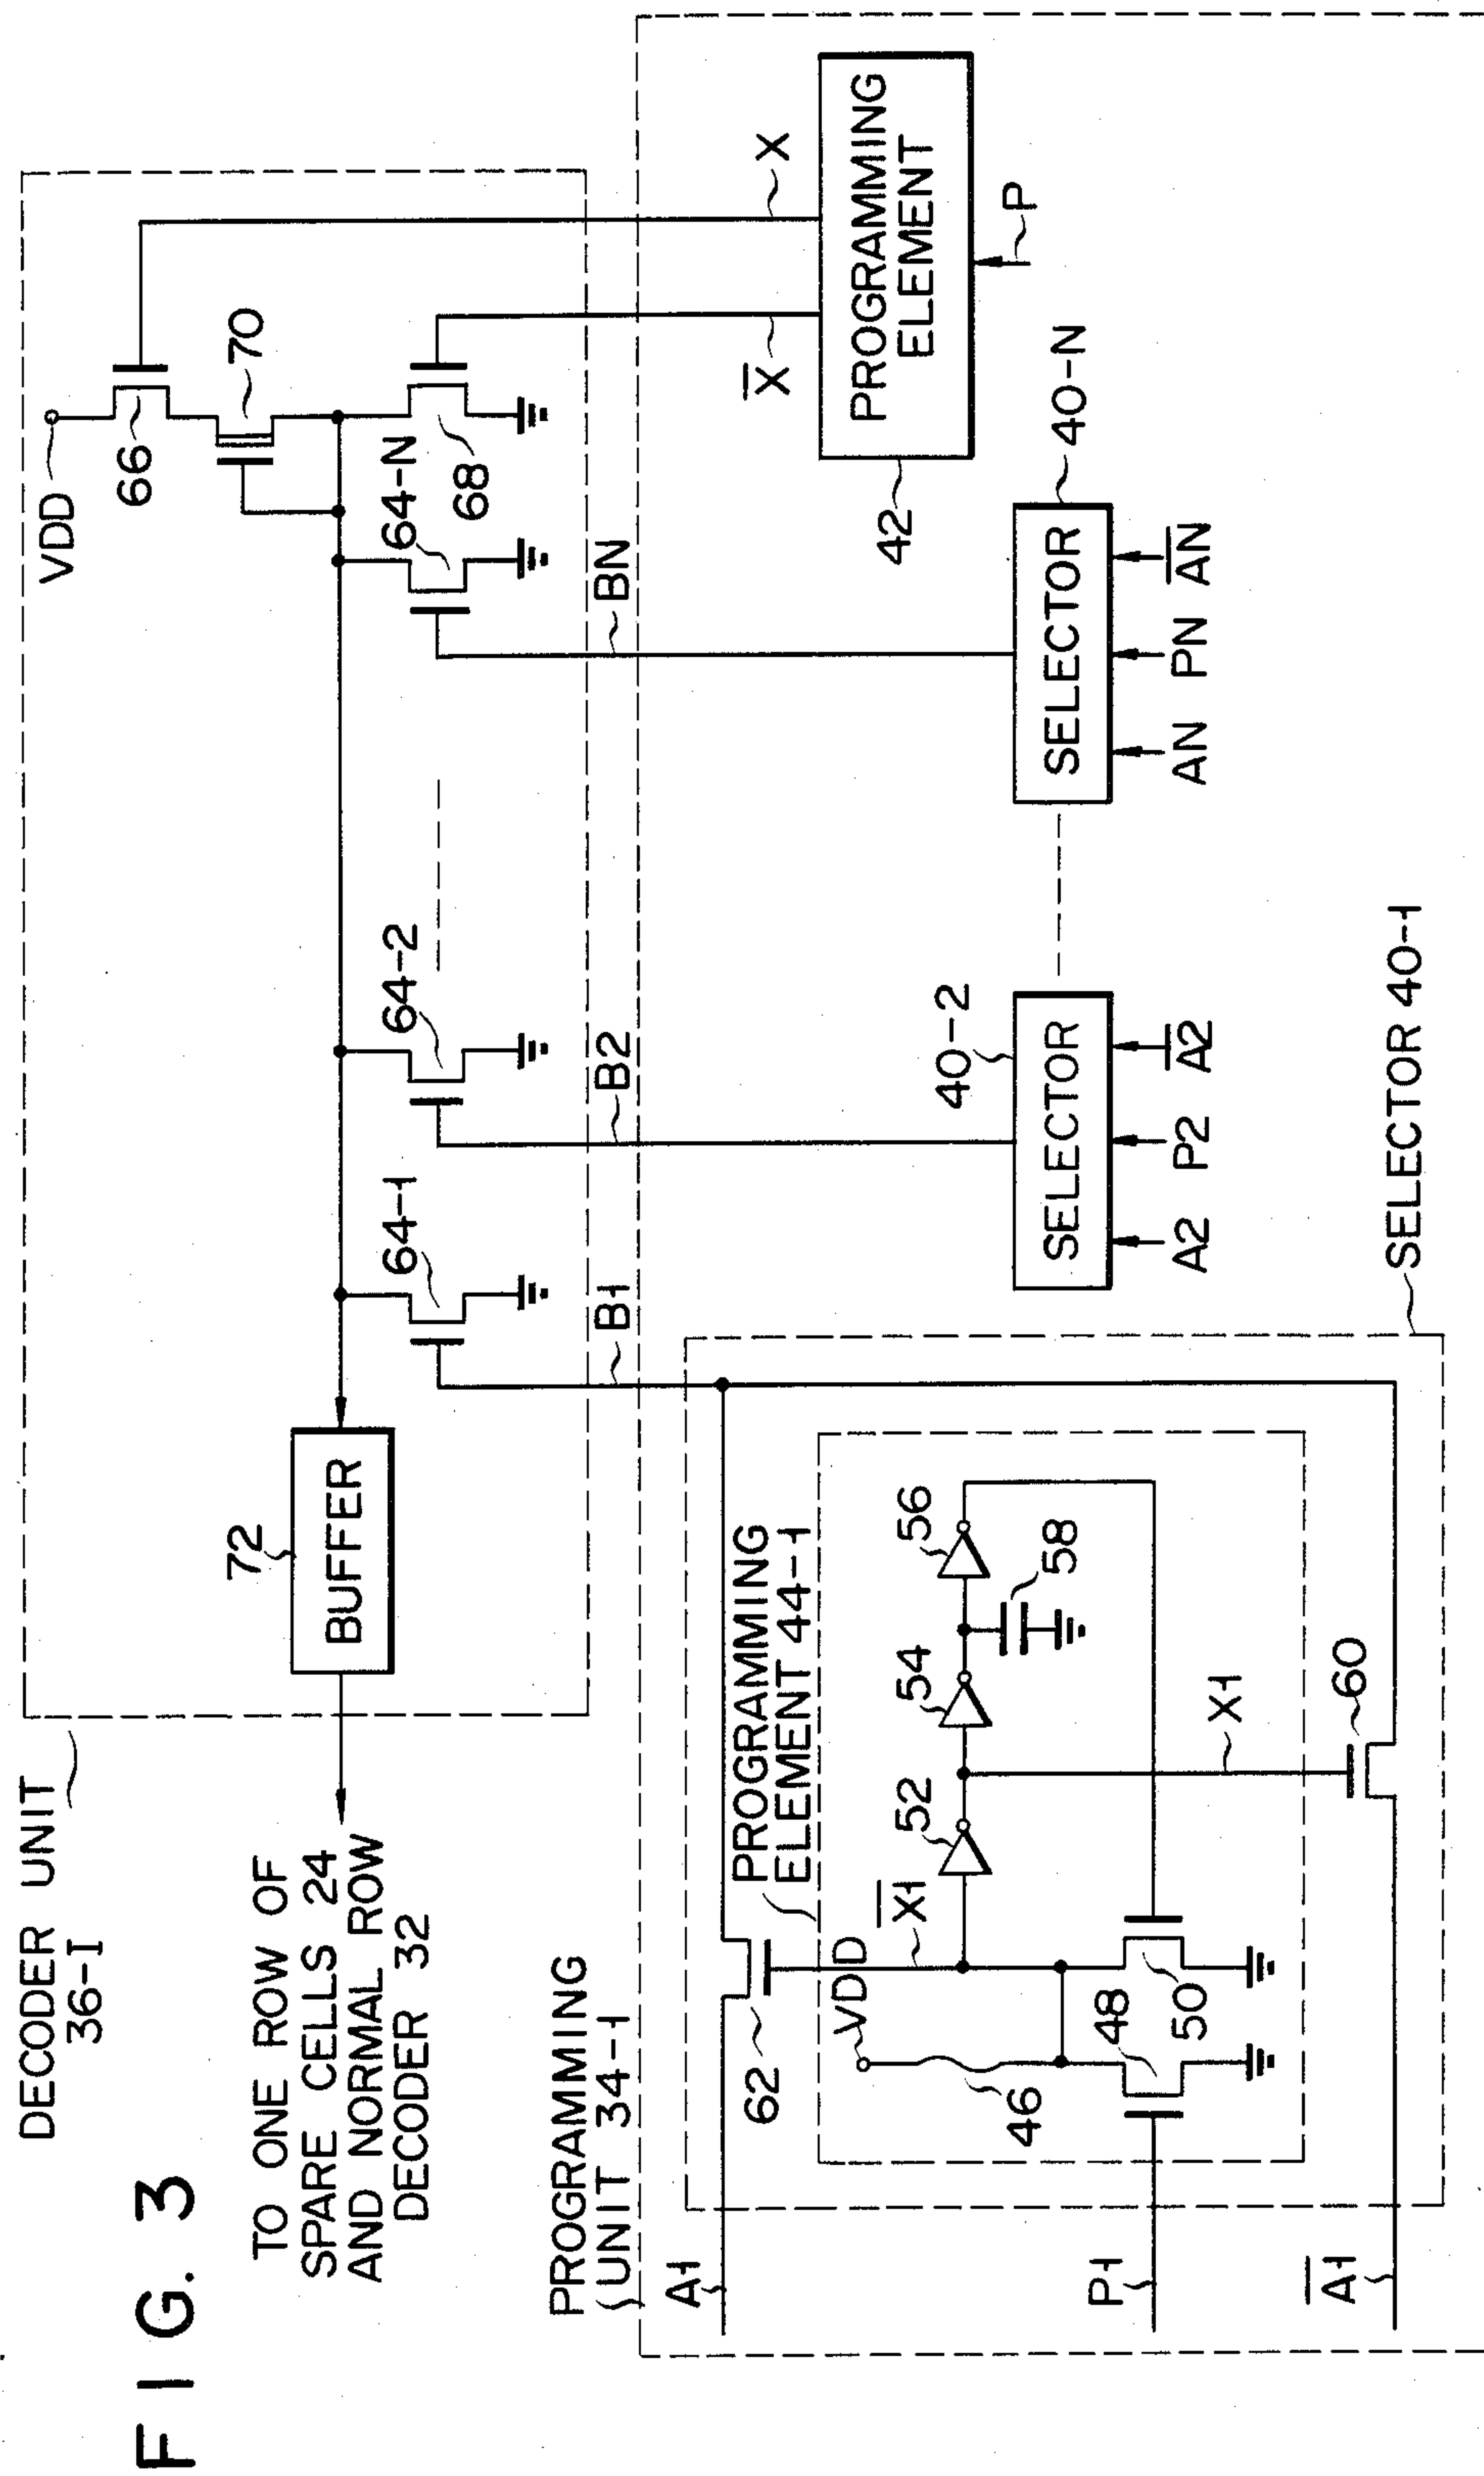 FIG. 3
DECODER UNIT
36-I
TO ONE ROW OF
SPARE CELLS 24
AND NORMAL ROW
DECODER 32
72
BUFFER
64-1
64-2
64-N
VDD
66
70
68
B1
B2
BN
X̅
X
PROGRAMMING
UNIT 34-1
A1
P1
A̅1̅
62
PROGRAMMING
ELEMENT 44-1
VDD
X̅1̅
46
48
50
52
54
56
58
X1
60
SELECTOR 40-1
40-2
SELECTOR
A2
P2
A̅2̅
40-N
SELECTOR
AN
PN
A̅N̅
42
PROGRAMMING
ELEMENT
P